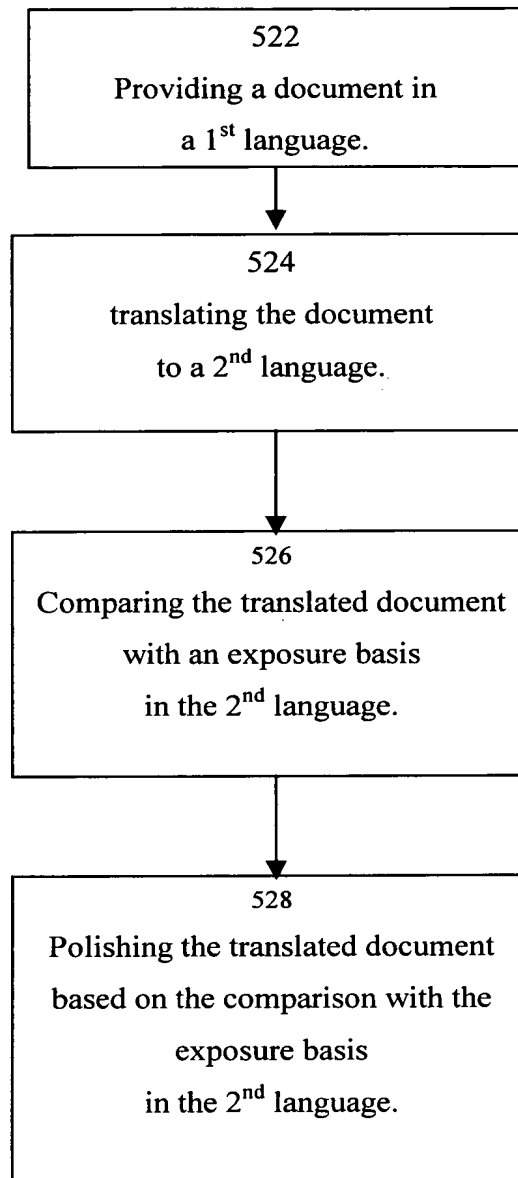 522
Providing a document in
a 1st language.
524
translating the document
to a 2nd language.
526
Comparing the translated document
with an exposure basis
in the 2nd language.
528
Polishing the translated document
based on the comparison with the
exposure basis
in the 2nd language.